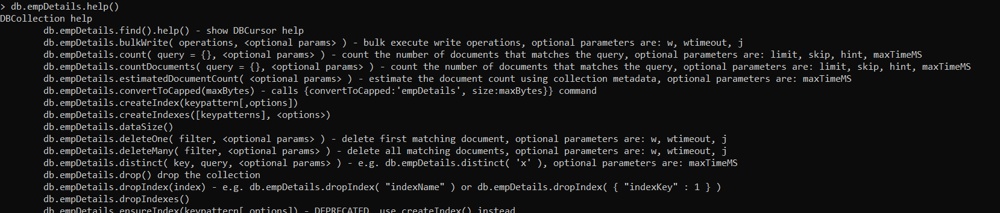 > db.empDetails.help()
DBCollection help
db.empDetails.find().help() - show DBCursor help
db.empDetails.bulkWrite( operations, <optional params> ) - bulk execute write operations, optional parameters are: w, wtimeout, j
db.empDetails.count( query = {}, <optional params> ) - count the number of documents that matches the query, optional parameters are: limit, skip, hint, maxTimeMS
db.empDetails.countDocuments( query = {}, <optional params> ) - count the number of documents that matches the query, optional parameters are: limit, skip, hint, maxTimeMS
db.empDetails.estimatedDocumentCount( <optional params> ) - estimate the document count using collection metadata, optional parameters are: maxTimeMS
db.empDetails.convertToCapped(maxBytes) - calls {convertToCapped:'empDetails', size:maxBytes}} command
db.empDetails.createIndex(keypattern[,options])
db.empDetails.createIndexes([keypatterns], <options>)
db.empDetails.dataSize()
db.empDetails.deleteOne( filter, <optional params> ) - delete first matching document, optional parameters are: w, wtimeout, j
db.empDetails.deleteMany( filter, <optional params> ) - delete all matching documents, optional parameters are: w, wtimeout, j
db.empDetails.distinct( key, query, <optional params> ) - e.g. db.empDetails.distinct( 'x' ), optional parameters are: maxTimeMS
db.empDetails.drop() drop the collection
db.empDetails.dropIndex(index) - e.g. db.empDetails.dropIndex( "indexName" ) or db.empDetails.dropIndex( { "indexKey" : 1 } )
db.empDetails.dropIndexes()
db.empDetails.ensureIndex(keypattern[,options]) - DEPRECATED, use createIndex() instead